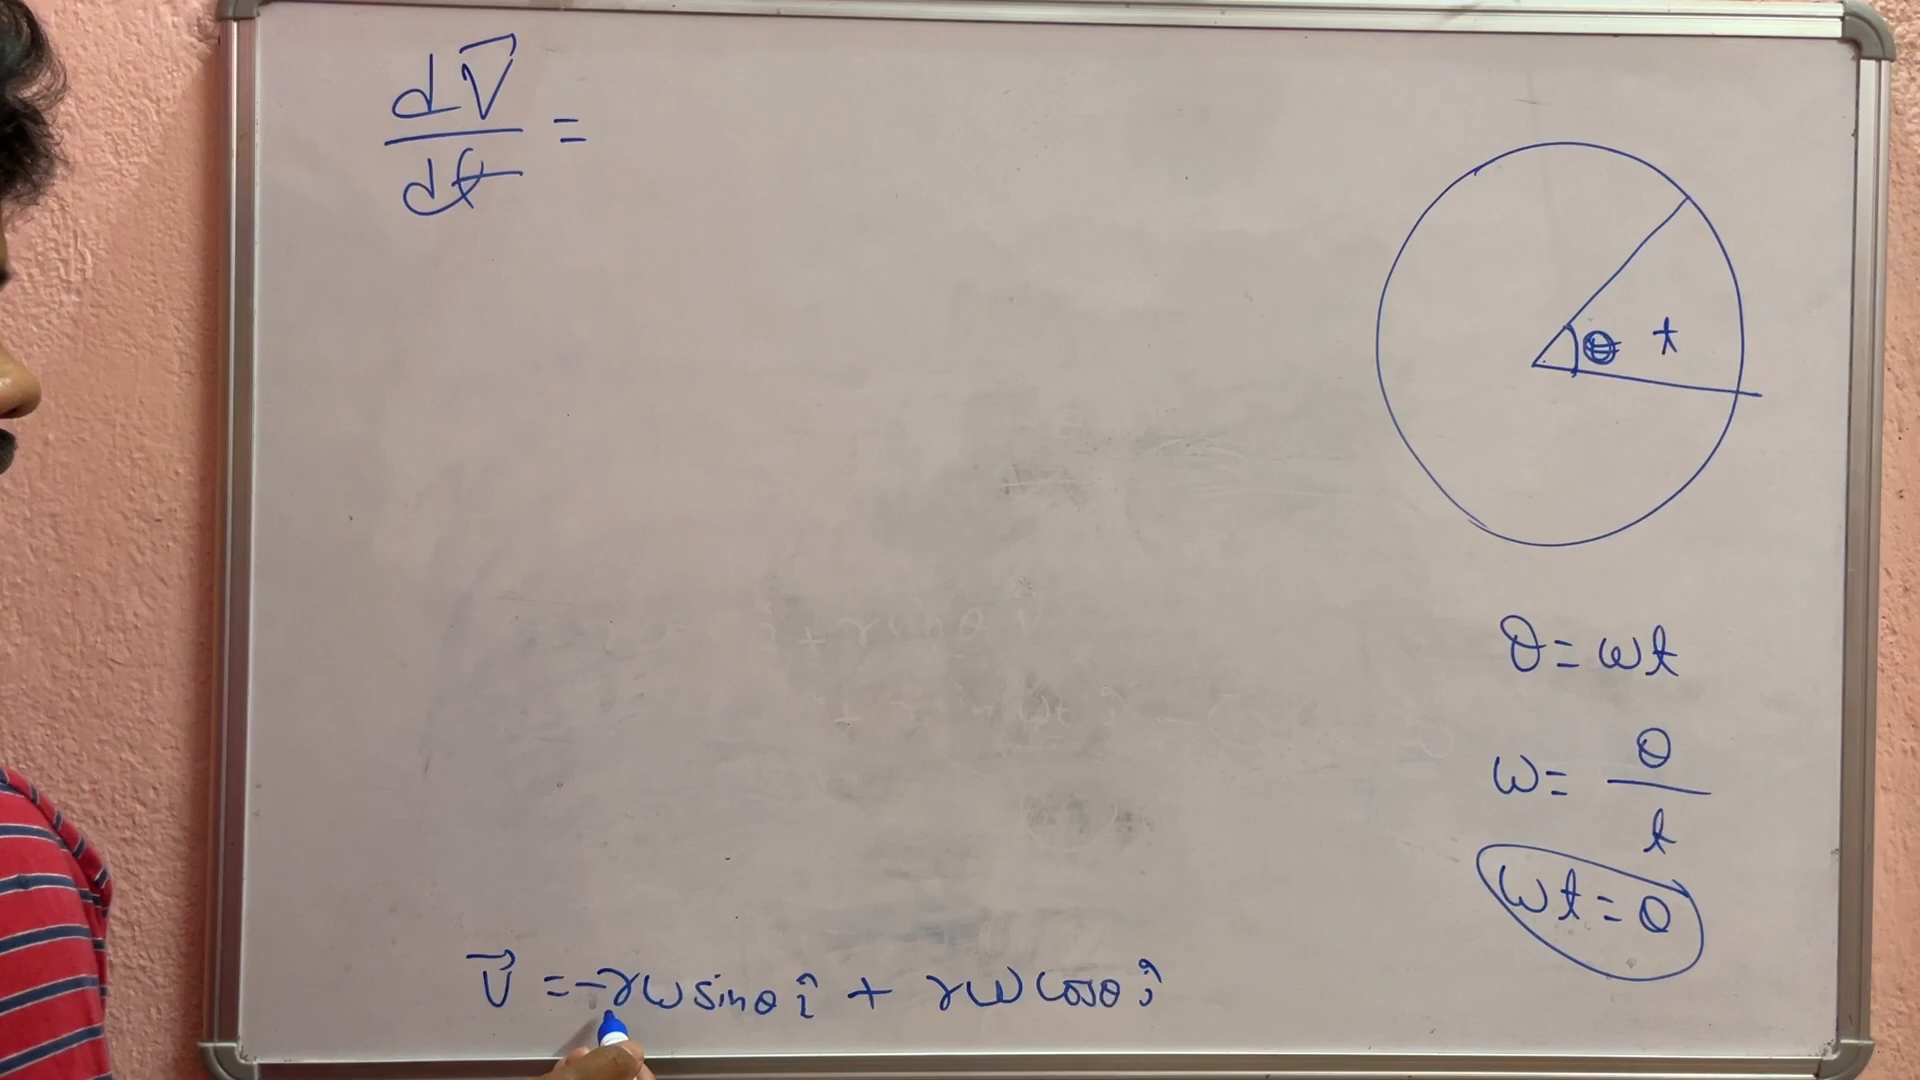 dV⃗
dt =
θ t
θ = ωt
ω = θ
t
ωt = θ
v⃗ = -rω sinθ î + rω cosθ ĵ